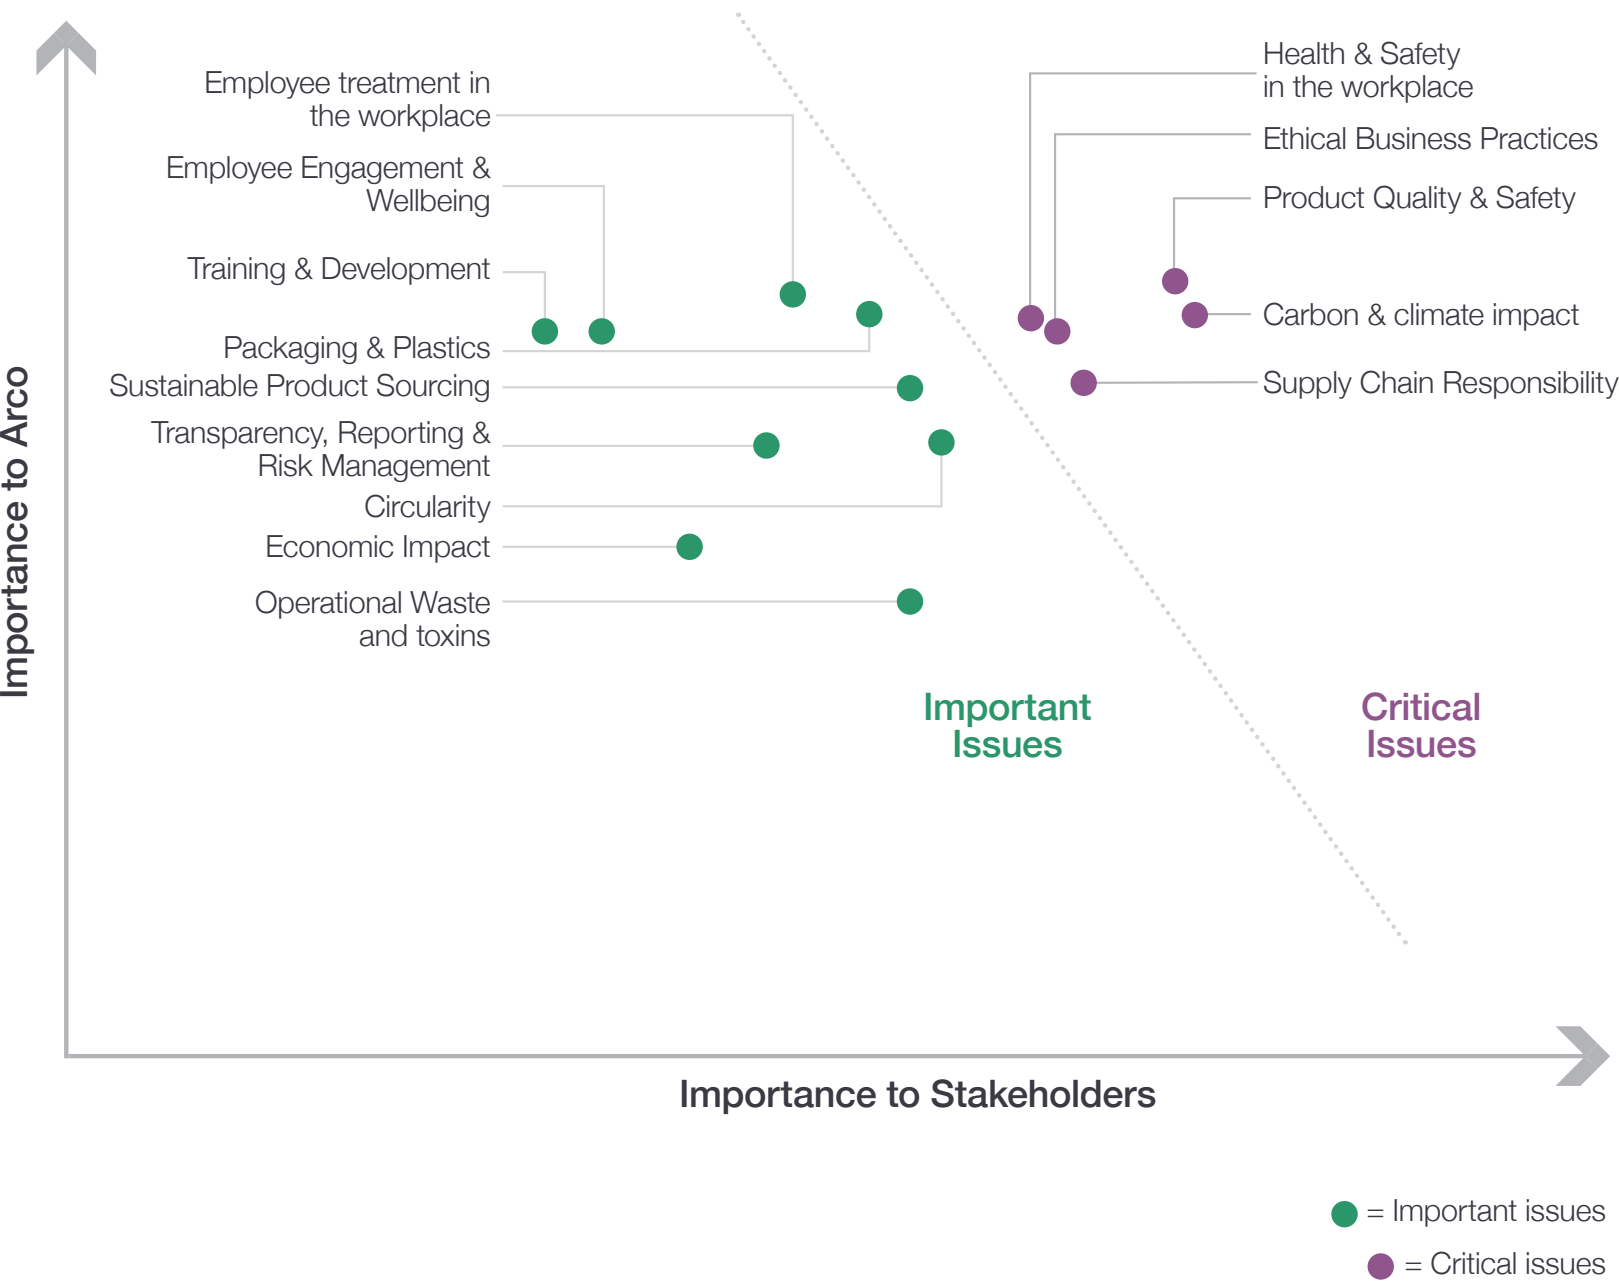 Employee treatment in
the workplace
Employee Engagement &
Wellbeing
Training & Development
Packaging & Plastics
Sustainable Product Sourcing
Transparency, Reporting &
Risk Management
Circularity
Economic Impact
Operational Waste
and toxins
Health & Safety
in the workplace
Ethical Business Practices
Product Quality & Safety
Carbon & climate impact
Supply Chain Responsibility
Importance to Arco
Important
Issues
Critical
Issues
Importance to Stakeholders
= Important issues
= Critical issues